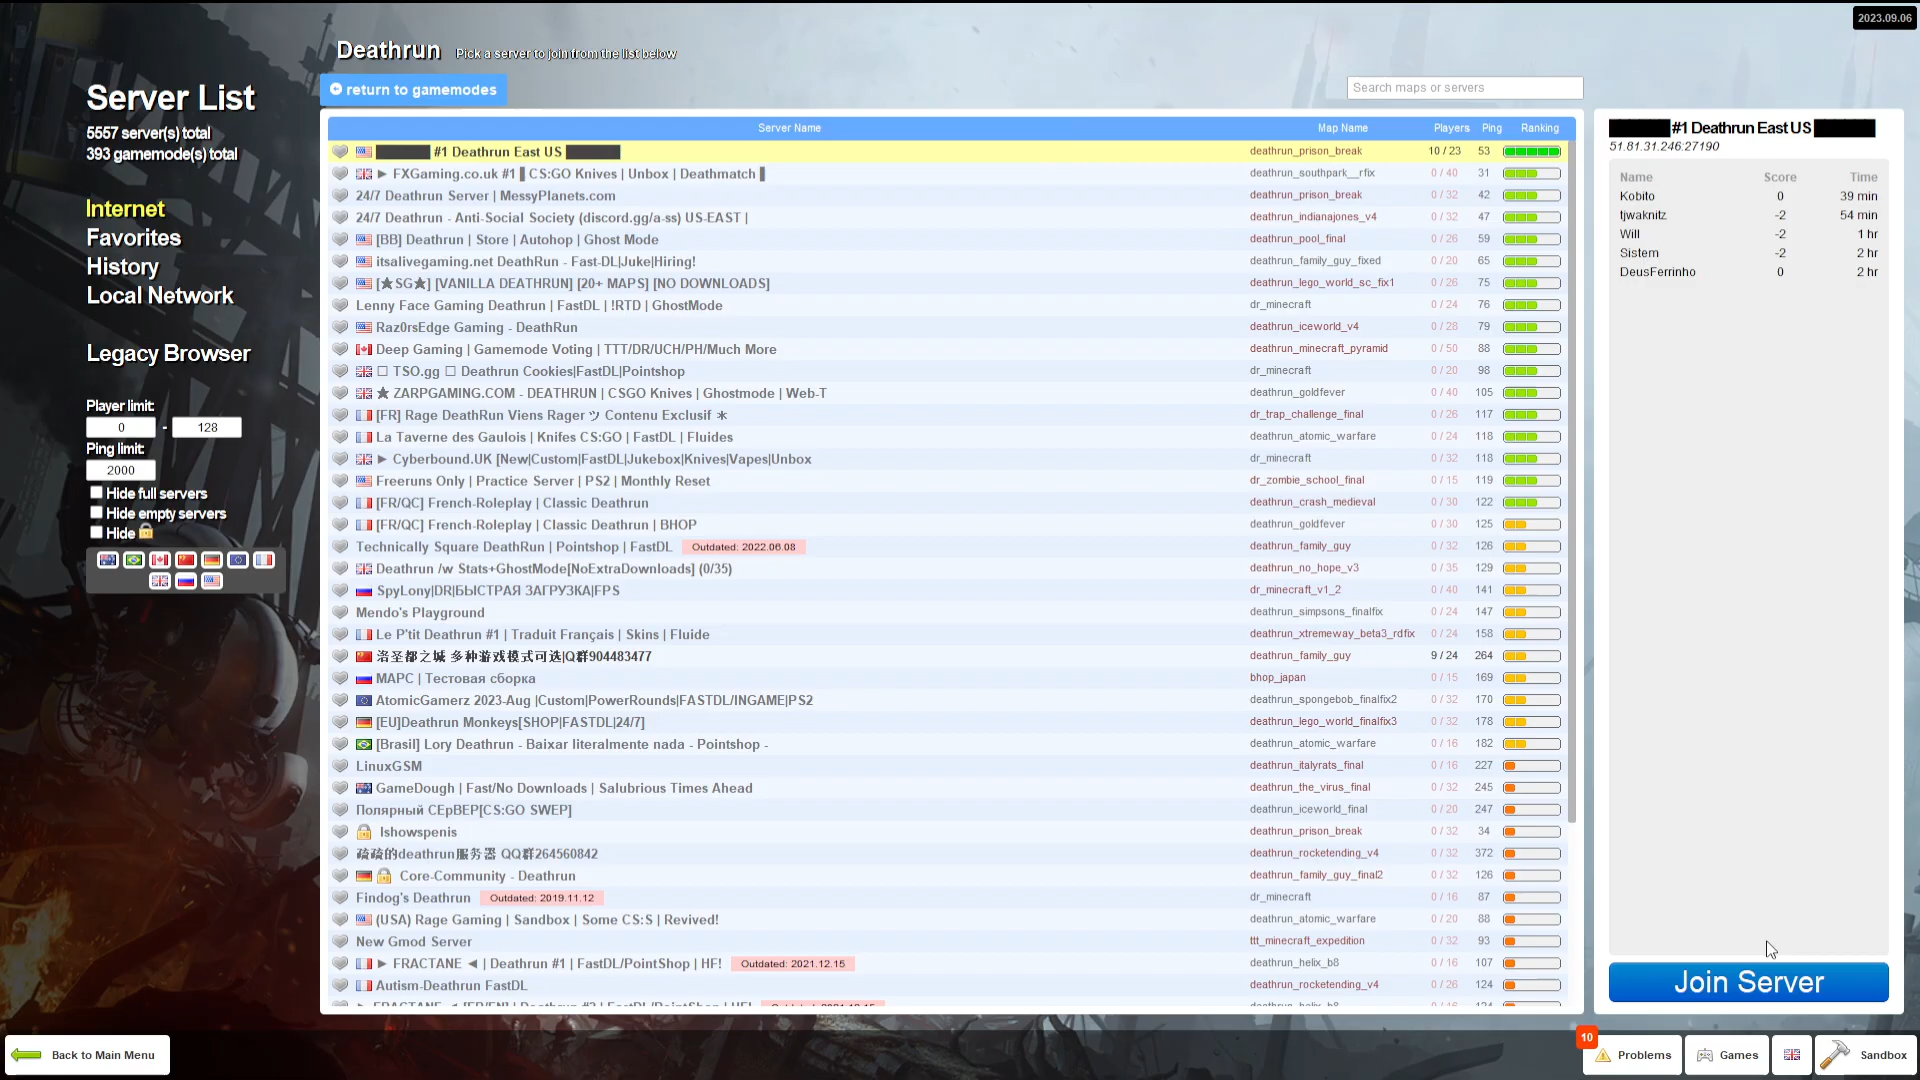 2023.09.06
Deathrun Pick a server to join from the list below
return to gamemodes
Search maps or servers
Server List
5557 server(s) total
393 gamemode(s) total
Internet
Favorites
History
Local Network
Legacy Browser
Player limit:
0 - 128
Ping limit:
2000
Hide full servers
Hide empty servers
Hide
Server Name Map Name Players Ping Ranking
#1 Deathrun East US deathrun_prison_break 10 / 23 53
► FXGaming.co.uk #1 ▌CS:GO Knives | Unbox | Deathmatch ▌ deathrun_southpark__rfix 0 / 40 31
24/7 Deathrun Server | MessyPlanets.com deathrun_prison_break 0 / 32 42
24/7 Deathrun - Anti-Social Society (discord.gg/a-ss) US-EAST | deathrun_indianajones_v4 0 / 32 47
[BB] Deathrun | Store | Autohop | Ghost Mode deathrun_pool_final 0 / 26 59
itsalivegaming.net DeathRun - Fast-DL|Juke|Hiring! deathrun_family_guy_fixed 0 / 20 65
[★SG★] [VANILLA DEATHRUN] [20+ MAPS] [NO DOWNLOADS] deathrun_lego_world_sc_fix1 0 / 26 75
Lenny Face Gaming Deathrun | FastDL | !RTD | GhostMode dr_minecraft 0 / 24 76
Raz0rsEdge Gaming - DeathRun deathrun_iceworld_v4 0 / 28 79
Deep Gaming | Gamemode Voting | TTT/DR/UCH/PH/Much More deathrun_minecraft_pyramid 0 / 50 88
☐ TSO.gg ☐ Deathrun Cookies|FastDL|Pointshop dr_minecraft 0 / 20 98
★ ZARPGAMING.COM - DEATHRUN | CSGO Knives | Ghostmode | Web-T deathrun_goldfever 0 / 40 105
[FR] Rage DeathRun Viens Rager ツ Contenu Exclusif ＊ dr_trap_challenge_final 0 / 26 117
La Taverne des Gaulois | Knifes CS:GO | FastDL | Fluides deathrun_atomic_warfare 0 / 24 118
► Cyberbound.UK [New|Custom|FastDL|Jukebox|Knives|Vapes|Unbox dr_minecraft 0 / 32 118
Freeruns Only | Practice Server | PS2 | Monthly Reset dr_zombie_school_final 0 / 15 119
[FR/QC] French-Roleplay | Classic Deathrun deathrun_crash_medieval 0 / 30 122
[FR/QC] French-Roleplay | Classic Deathrun | BHOP deathrun_goldfever 0 / 30 125
Technically Square DeathRun | Pointshop | FastDL Outdated: 2022.06.08 deathrun_family_guy 0 / 32 126
Deathrun /w Stats+GhostMode[NoExtraDownloads] (0/35) deathrun_no_hope_v3 0 / 35 129
SpyLony|DR|БЫСТРАЯ ЗАГРУЗКА|FPS dr_minecraft_v1_2 0 / 40 141
Mendo's Playground deathrun_simpsons_finalfix 0 / 24 147
Le P'tit Deathrun #1 | Traduit Français | Skins | Fluide deathrun_xtremeway_beta3_rdfix 0 / 24 158
洛圣都之城 多种游戏模式可选|Q群904483477 deathrun_family_guy 9 / 24 264
МАРС | Тестовая сборка bhop_japan 0 / 15 169
AtomicGamerz 2023-Aug |Custom|PowerRounds|FASTDL/INGAME|PS2 deathrun_spongebob_finalfix2 0 / 32 170
[EU]Deathrun Monkeys[SHOP|FASTDL|24/7] deathrun_lego_world_finalfix3 0 / 32 178
[Brasil] Lory Deathrun - Baixar literalmente nada - Pointshop - deathrun_atomic_warfare 0 / 16 182
LinuxGSM deathrun_italyrats_final 0 / 16 227
GameDough | Fast/No Downloads | Salubrious Times Ahead deathrun_the_virus_final 0 / 32 245
Полярный СЕрВЕР[CS:GO SWEP] deathrun_iceworld_final 0 / 20 247
Ishowspenis deathrun_prison_break 0 / 32 34
疏疏的deathrun服务器 QQ群264560842 deathrun_rocketending_v4 0 / 32 372
Core-Community - Deathrun deathrun_family_guy_final2 0 / 32 126
Findog's Deathrun Outdated: 2019.11.12 dr_minecraft 0 / 16 87
(USA) Rage Gaming | Sandbox | Some CS:S | Revived! deathrun_atomic_warfare 0 / 20 88
New Gmod Server ttt_minecraft_expedition 0 / 32 93
► FRACTANE ◄ | Deathrun #1 | FastDL/PointShop | HF! Outdated: 2021.12.15 deathrun_helix_b8 0 / 16 107
Autism-Deathrun FastDL deathrun_rocketending_v4 0 / 26 124
#1 Deathrun East US
51.81.31.246:27190
Name Score Time
Kobito 0 39 min
tjwaknitz -2 54 min
Will -2 1 hr
Sistem -2 2 hr
DeusFerrinho 0 2 hr
Join Server
Back to Main Menu
10
Problems
Games
Sandbox